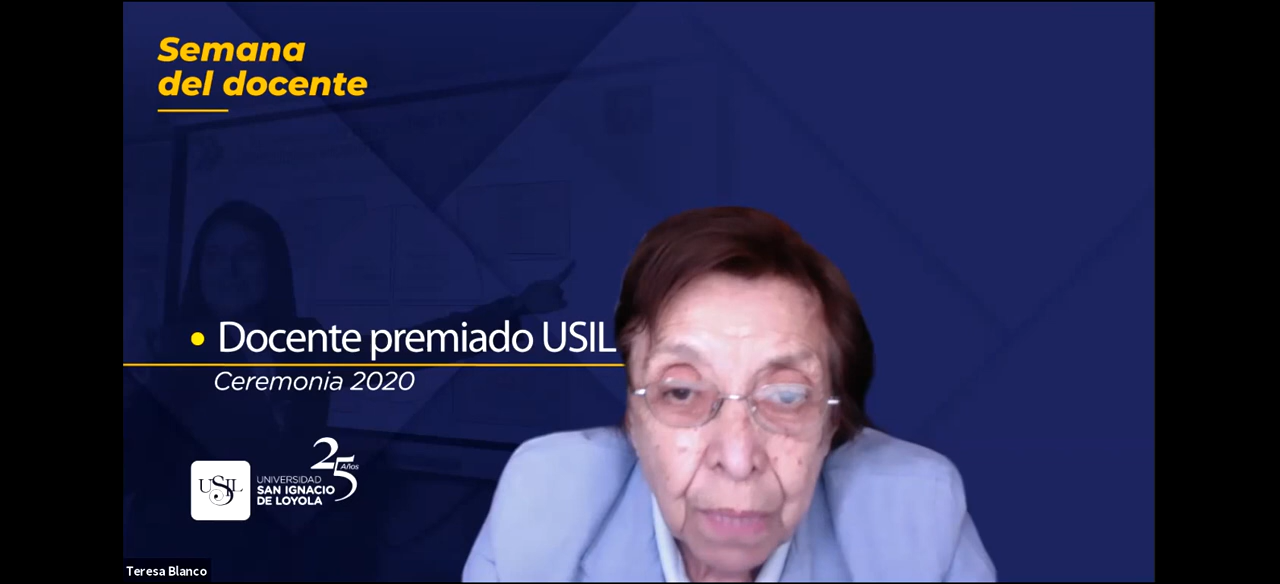 Semana
del docente
• Docente premiado USIL
Ceremonia 2020
25
Años
USIL
UNIVERSIDAD
SAN IGNACIO
DE LOYOLA
Teresa Blanco